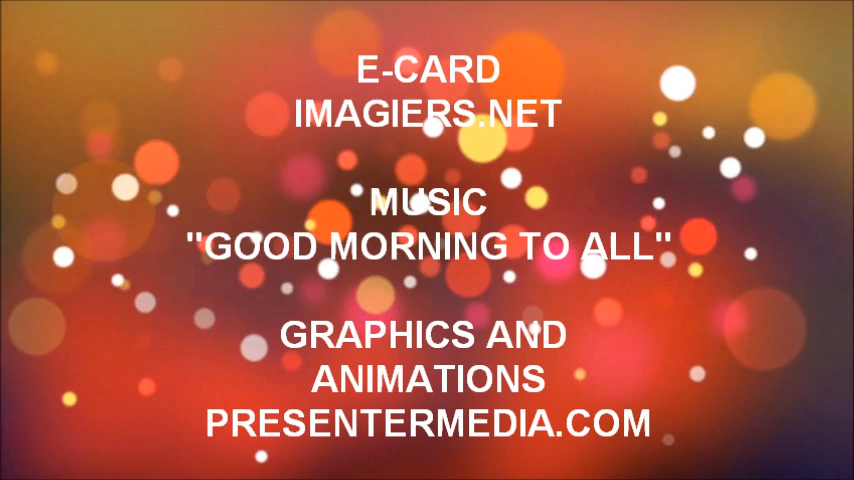 E-CARD
IMAGIERS.NET
MUSIC
"GOOD MORNING TO ALL"
GRAPHICS AND
ANIMATIONS
PRESENTERMEDIA.COM